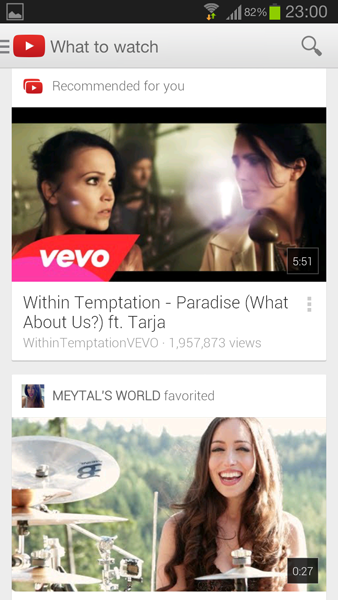 82% 23:00
What to watch
Recommended for you
vevo
5:51
Within Temptation - Paradise (What
About Us?) ft. Tarja
WithinTemptationVEVO · 1,957,873 views
MEYTAL'S WORLD favorited
0:27